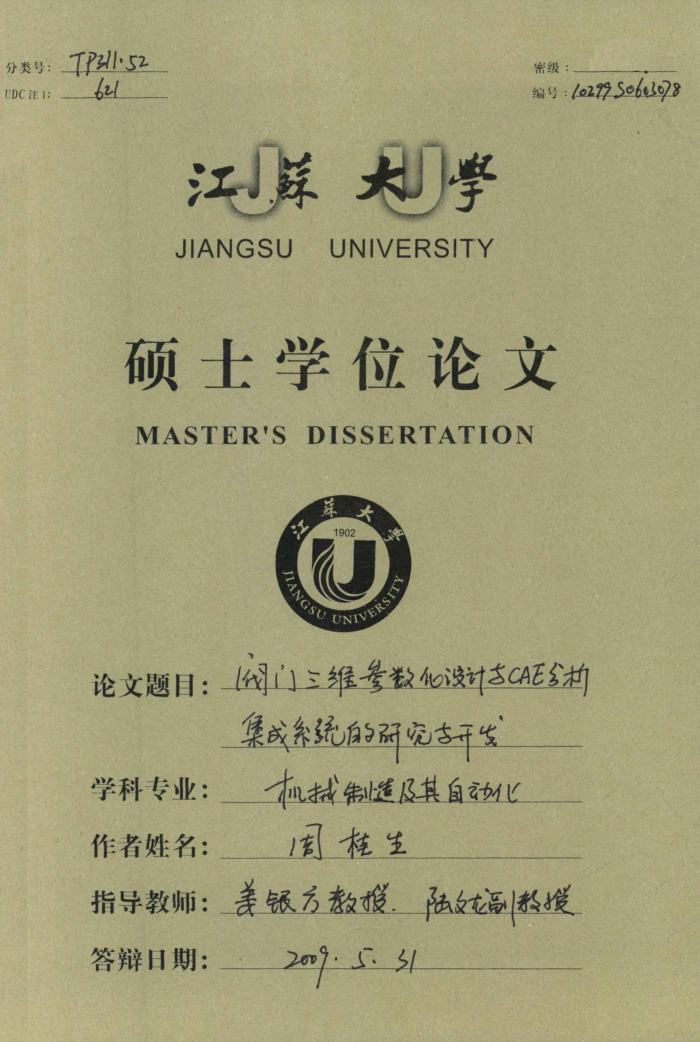 分类号: TP311.52
密级:
UDC注1: 621
编号: 10299S0603078
江蘇大學
JIANGSU UNIVERSITY
硕士学位论文
MASTER'S DISSERTATION
江蘇大學
1902
JIANGSU UNIVERSITY
论文题目: 阀门三维参数化设计与CAE分析
集成系统的研究与开发
学科专业: 机械制造及其自动化
作者姓名: 周桂生
指导教师: 姜银方教授. 陆文龙副教授
答辩日期: 2009.5.31